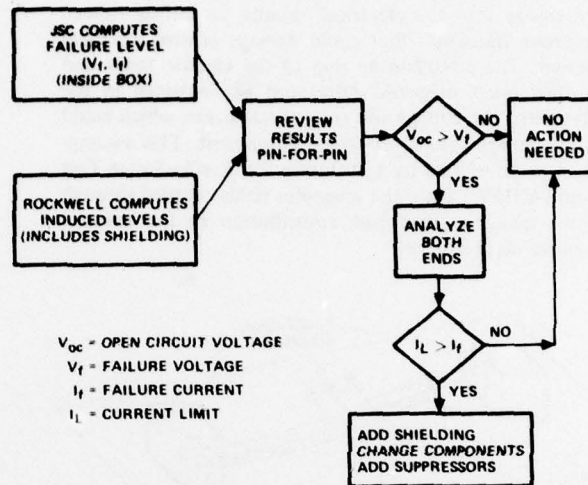 JSC COMPUTES
FAILURE LEVEL
(Vf, If)
(INSIDE BOX)
ROCKWELL COMPUTES
INDUCED LEVELS
(INCLUDES SHIELDING)
REVIEW
RESULTS
PIN-FOR-PIN
Voc > Vf
NO
NO
ACTION
NEEDED
YES
ANALYZE
BOTH
ENDS
IL > If
NO
YES
ADD SHIELDING
CHANGE COMPONENTS
ADD SUPPRESSORS
Voc = OPEN CIRCUIT VOLTAGE
Vf = FAILURE VOLTAGE
If = FAILURE CURRENT
IL = CURRENT LIMIT